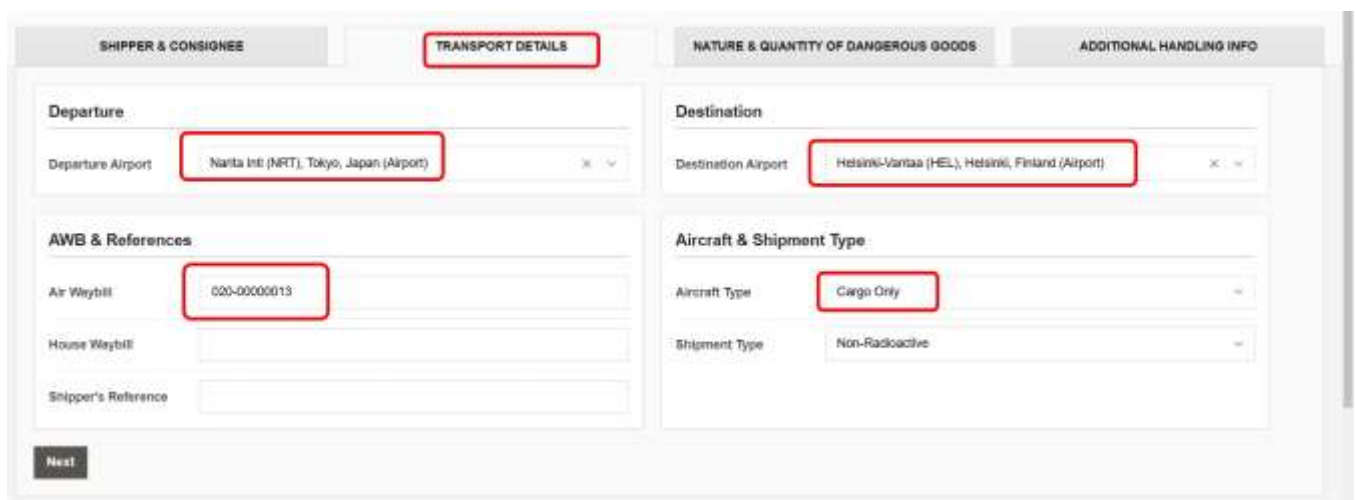 SHIPPER & CONSIGNEE
TRANSPORT DETAILS
NATURE & QUANTITY OF DANGEROUS GOODS
ADDITIONAL HANDLING INFO
Departure
Departure Airport
Narita Intl (NRT), Tokyo, Japan (Airport)
Destination
Destination Airport
Helsinki-Vantaa (HEL), Helsinki, Finland (Airport)
AWB & References
Air Waybill
020-00000013
House Waybill
Shipper's Reference
Aircraft & Shipment Type
Aircraft Type
Cargo Only
Shipment Type
Non-Radioactive
Next